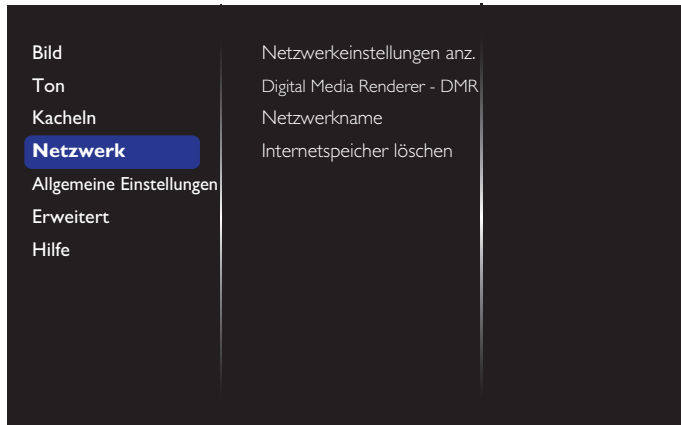 Bild
Ton
Kacheln
Netzwerk
Allgemeine Einstellungen
Erweitert
Hilfe
Netzwerkeinstellungen anz.
Digital Media Renderer - DMR
Netzwerkname
Internetspeicher löschen